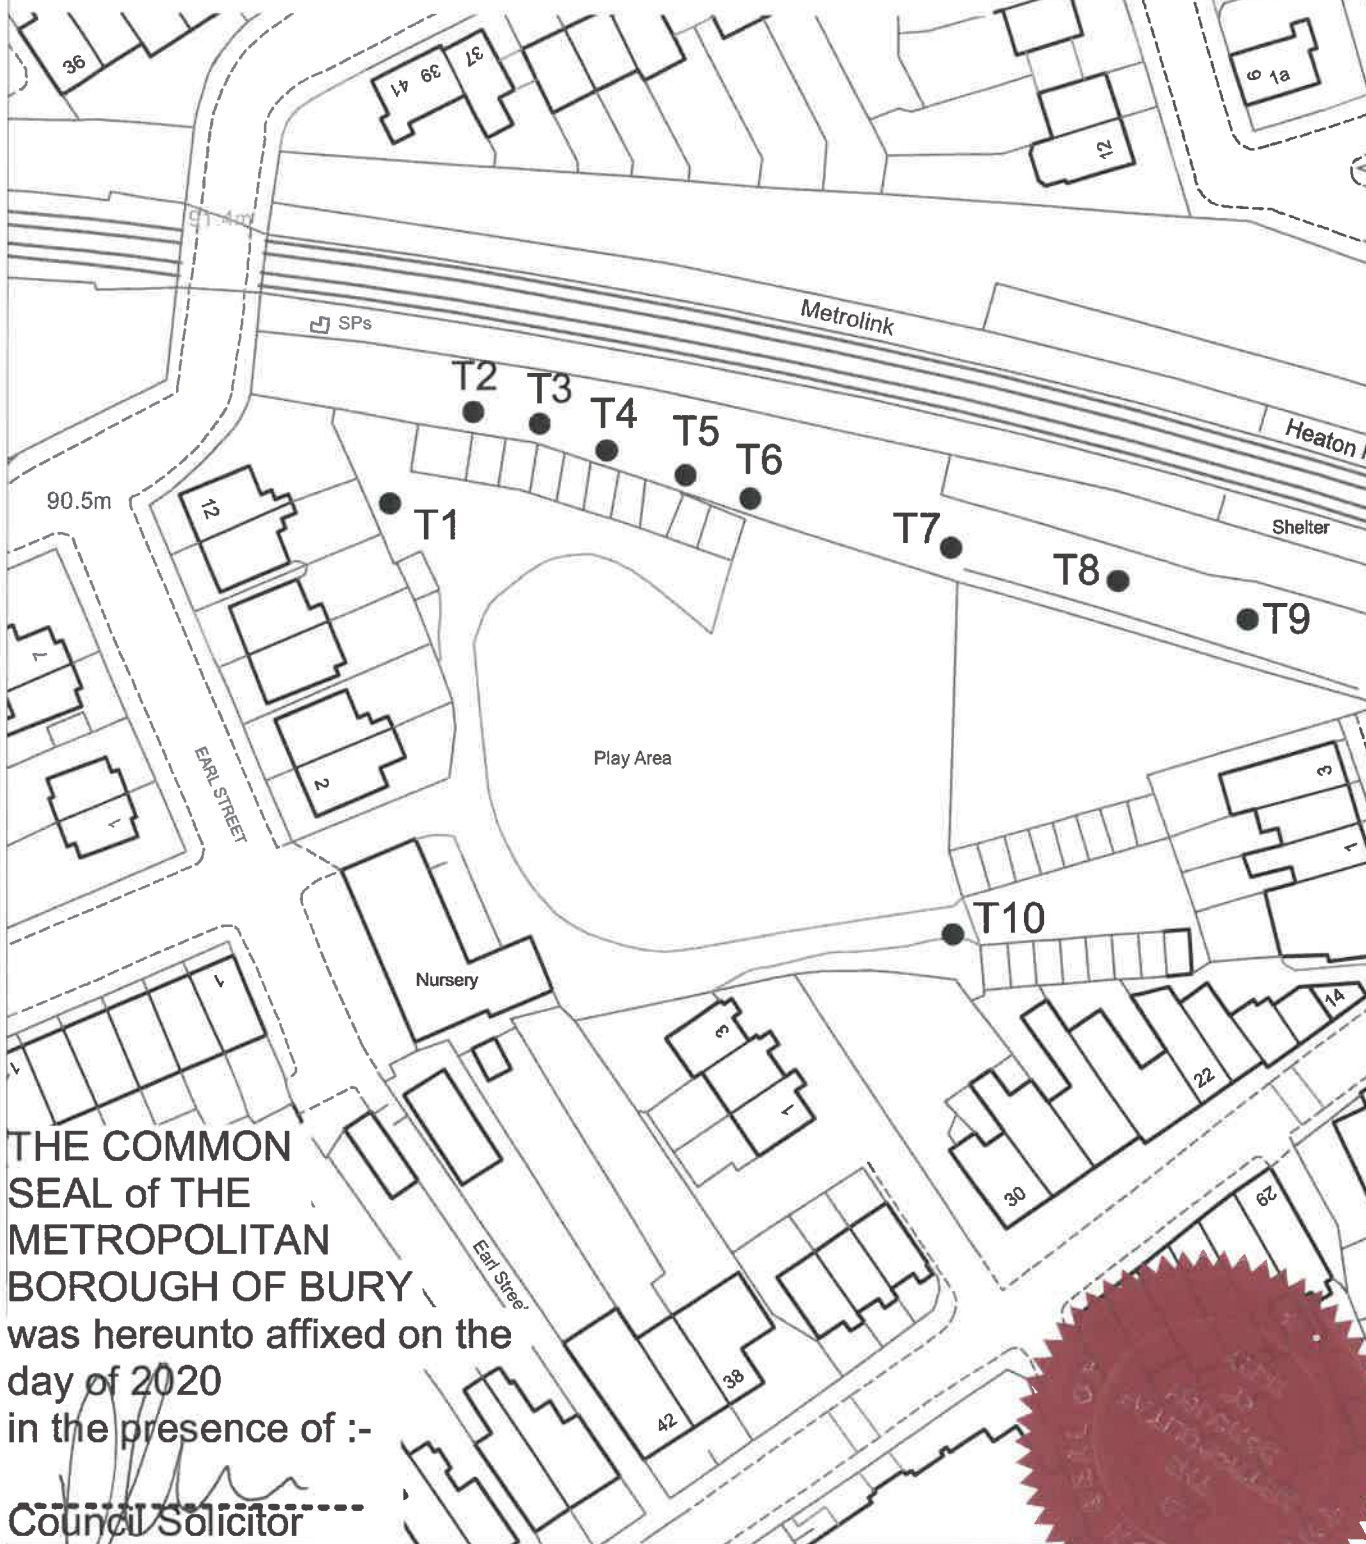 36
41 39 37
9 1a
12
91.4m
SPs
Metrolink
Heaton
T2
T3
T4
T5
T6
T1
T7
T8
T9
Shelter
90.5m
12
7
2
1
EARL STREET
Play Area
3
1
T10
Nursery
1
1
3
1
14
22
30
29
Earl Street
38
42
THE COMMON
SEAL of THE
METROPOLITAN
BOROUGH OF BURY
was hereunto affixed on the
day of 2020
in the presence of :-
Council Solicitor
SEAL OF